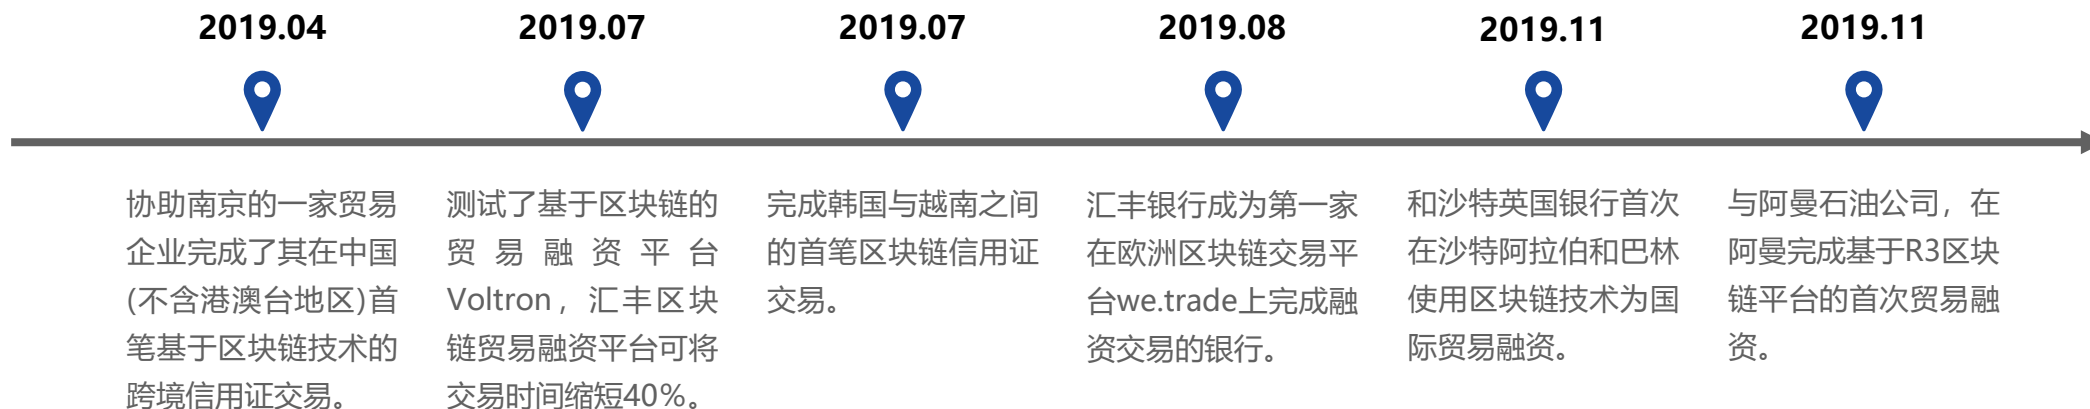 2019.04
协助南京的一家贸易
企业完成了其在中国
(不含港澳台地区)首
笔基于区块链技术的
跨境信用证交易。
2019.07
测试了基于区块链的
贸易融资平台
Voltron，汇丰区块
链贸易融资平台可将
交易时间缩短40%。
2019.07
完成韩国与越南之间
的首笔区块链信用证
交易。
2019.08
汇丰银行成为第一家
在欧洲区块链交易平
台we.trade上完成融
资交易的银行。
2019.11
和沙特英国银行首次
在沙特阿拉伯和巴林
使用区块链技术为国
际贸易融资。
2019.11
与阿曼石油公司，在
阿曼完成基于R3区块
链平台的首次贸易融
资。